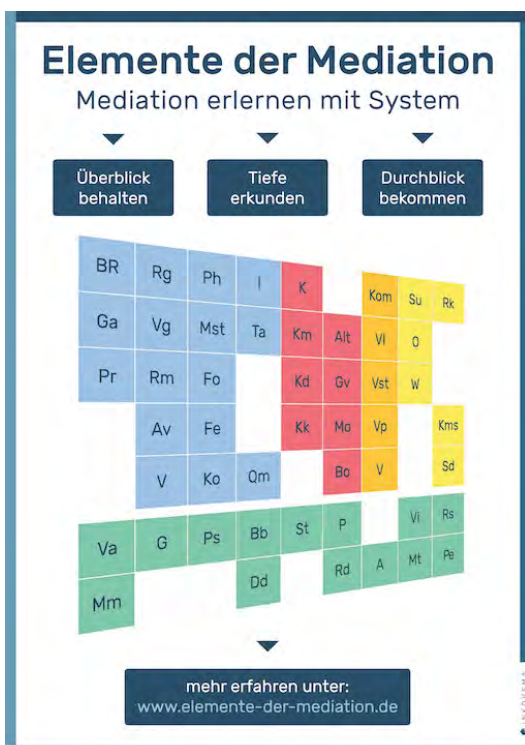 Elemente der Mediation
Mediation erlernen mit System
Überblick
behalten
Tiefe
erkunden
Durchblick
bekommen
BR Rg Ph I K Kom Su Rk
Ga Vg Mst Ta Km Alt VI O
Pr Rm Fo Kd Gv Vst W
Av Fe Kk Ma Vp Kms
V Ko Qm Bo V Sd
Va G Ps Bb St P Vi Rs
Mm Dd Rd A Mt Pe
mehr erfahren unter:
www.elemente-der-mediation.de
INKOVEMA